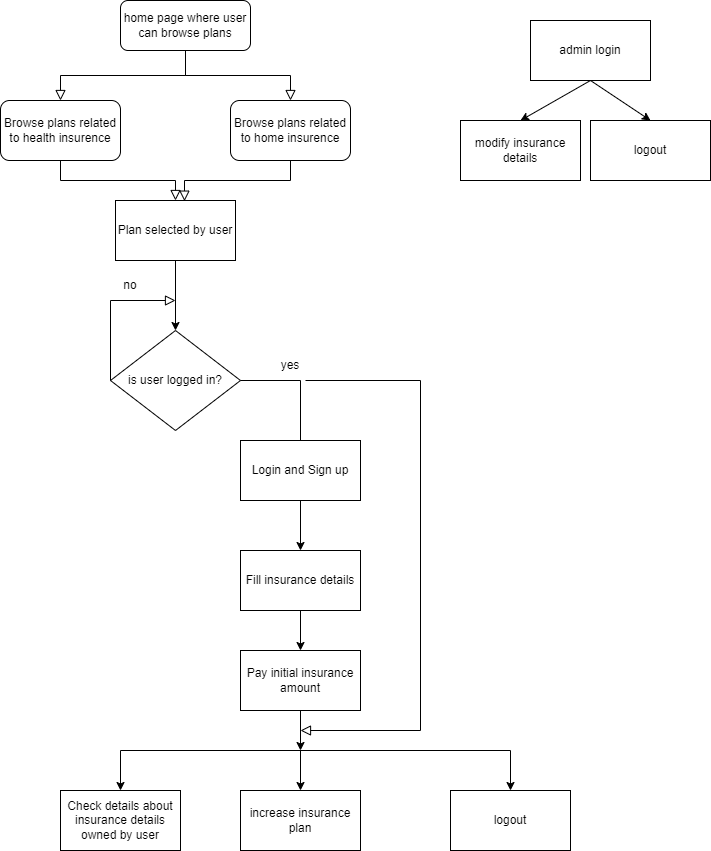 home page where user
can browse plans
admin login
Browse plans related
to health insurence
Browse plans related
to home insurence
modify insurance
details
logout
Plan selected by user
no
is user logged in?
yes
Login and Sign up
Fill insurance details
Pay initial insurance
amount
Check details about
insurance details
owned by user
increase insurance
plan
logout